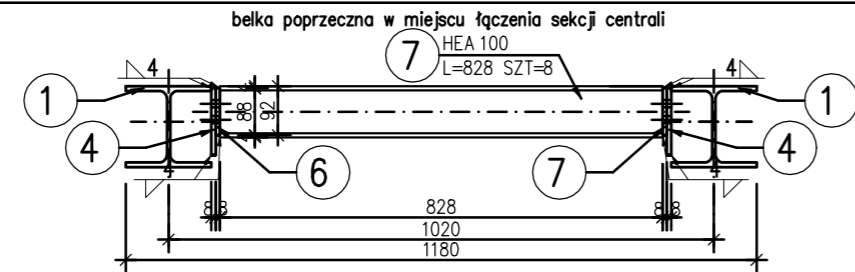 belka poprzeczna w miejscu łączenia sekcji centrali
7 HEA 100
L=828 SZT=8
4 4
1 1
88 92
4 6 7 4
4 4
8 8 828 8 8
1020
1180